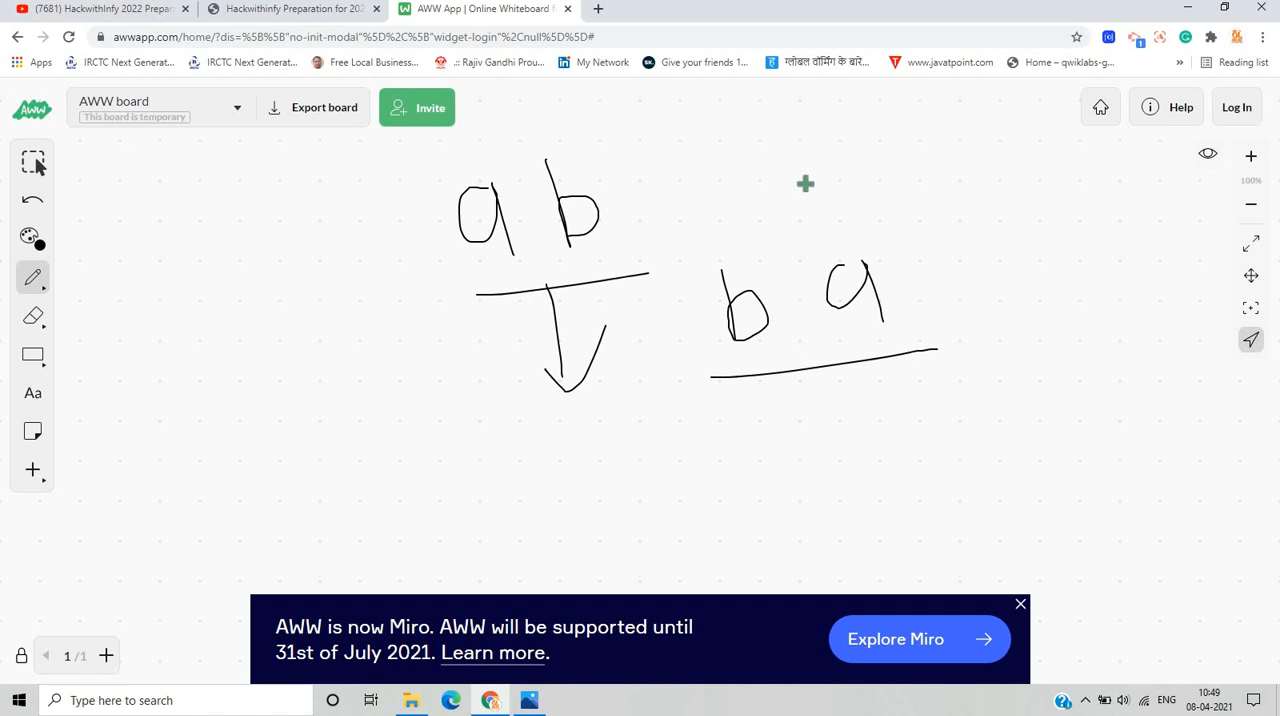 (7681) HackwithInfy 2022 Prepar
Hackwithinfy Preparation for 202
AWW App | Online Whiteboard f
awwapp.com/home/?dis=%5B%5B"no-init-modal"%5D%2C%5B"widget-login"%2Cnull%5D%5D#
Apps
IRCTC Next Generat...
IRCTC Next Generat...
Free Local Business...
.:: Rajiv Gandhi Prou...
My Network
Give your friends 1...
ग्लोबल वॉर्मिंग के बारे...
www.javatpoint.com
Home – qwiklabs-g...
»
Reading list
AWW
AWW board
This board is temporary
Export board
Invite
Help
Log In
100%
a b
b a
Aa
AWW is now Miro. AWW will be supported until
31st of July 2021. Learn more.
Explore Miro
1/1
Type here to search
ENG
10:49
08-04-2021